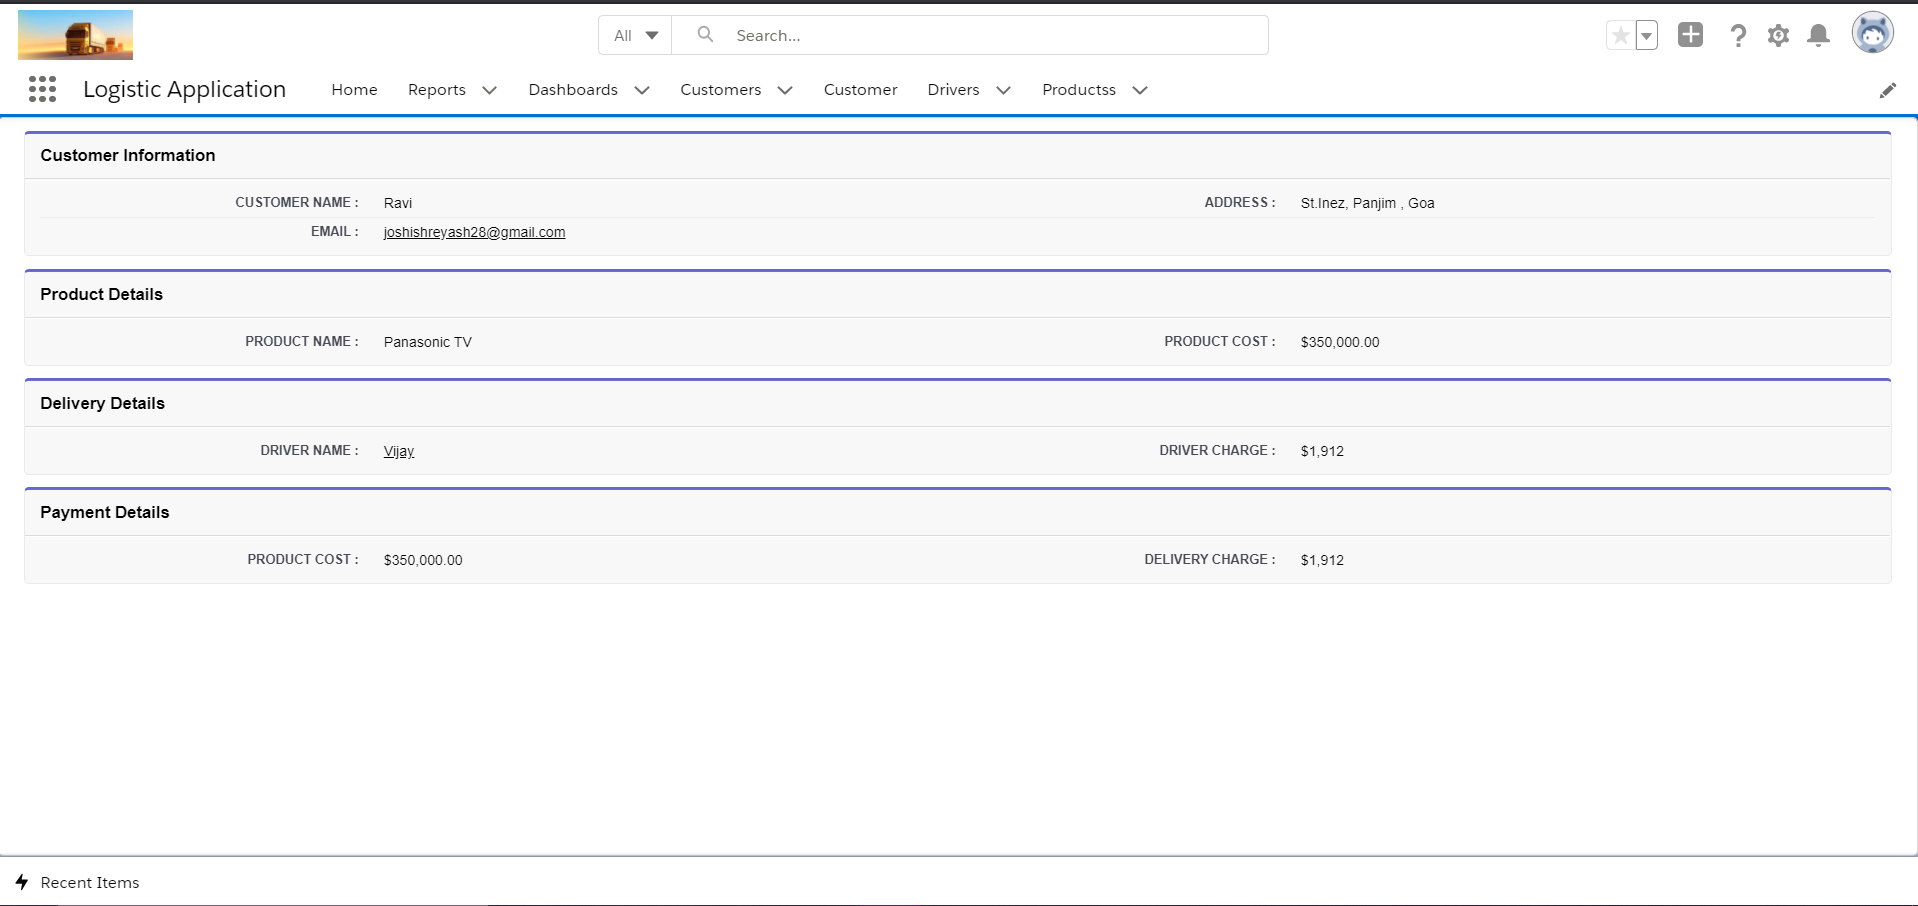 All Search...
Logistic Application Home Reports Dashboards Customers Customer Drivers Productss
Customer Information
CUSTOMER NAME : Ravi ADDRESS : St.Inez, Panjim , Goa
EMAIL : joshishreyash28@gmail.com
Product Details
PRODUCT NAME : Panasonic TV PRODUCT COST : $350,000.00
Delivery Details
DRIVER NAME : Vijay DRIVER CHARGE : $1,912
Payment Details
PRODUCT COST : $350,000.00 DELIVERY CHARGE : $1,912
Recent Items